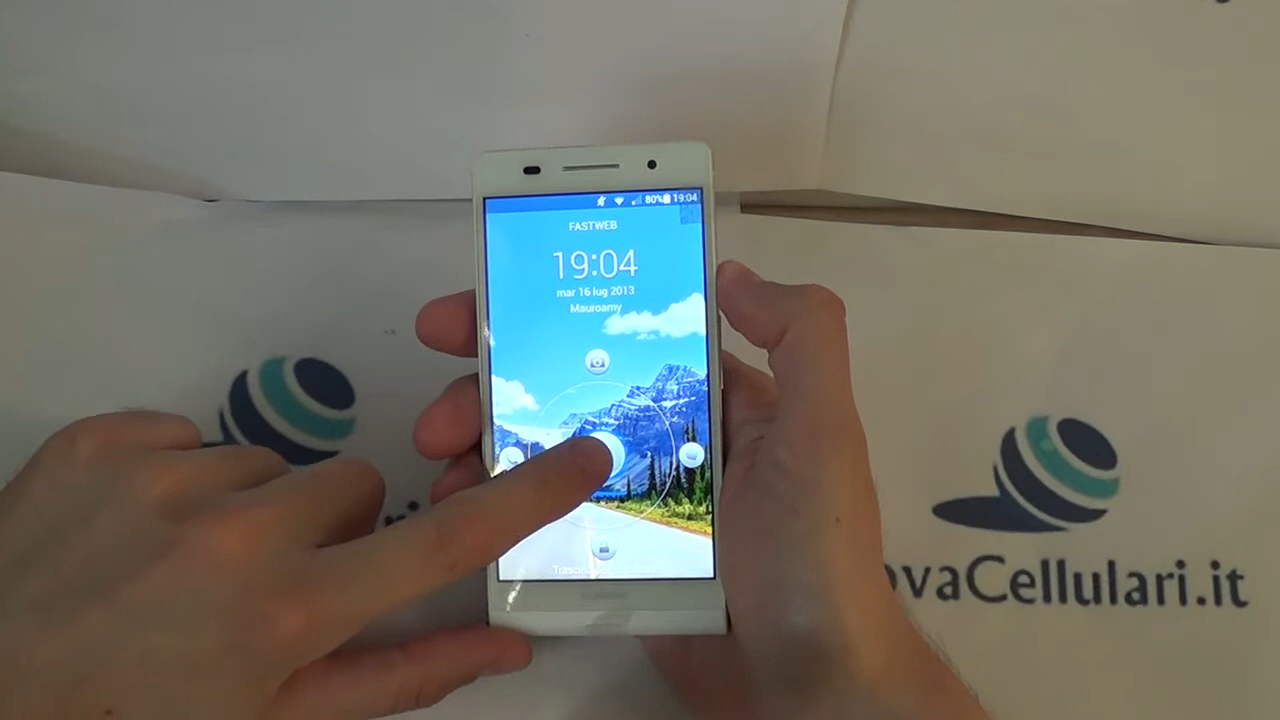 80% 19:04
FASTWEB
19:04
mar 16 lug 2013
Mauroamy
ovaCellulari.it